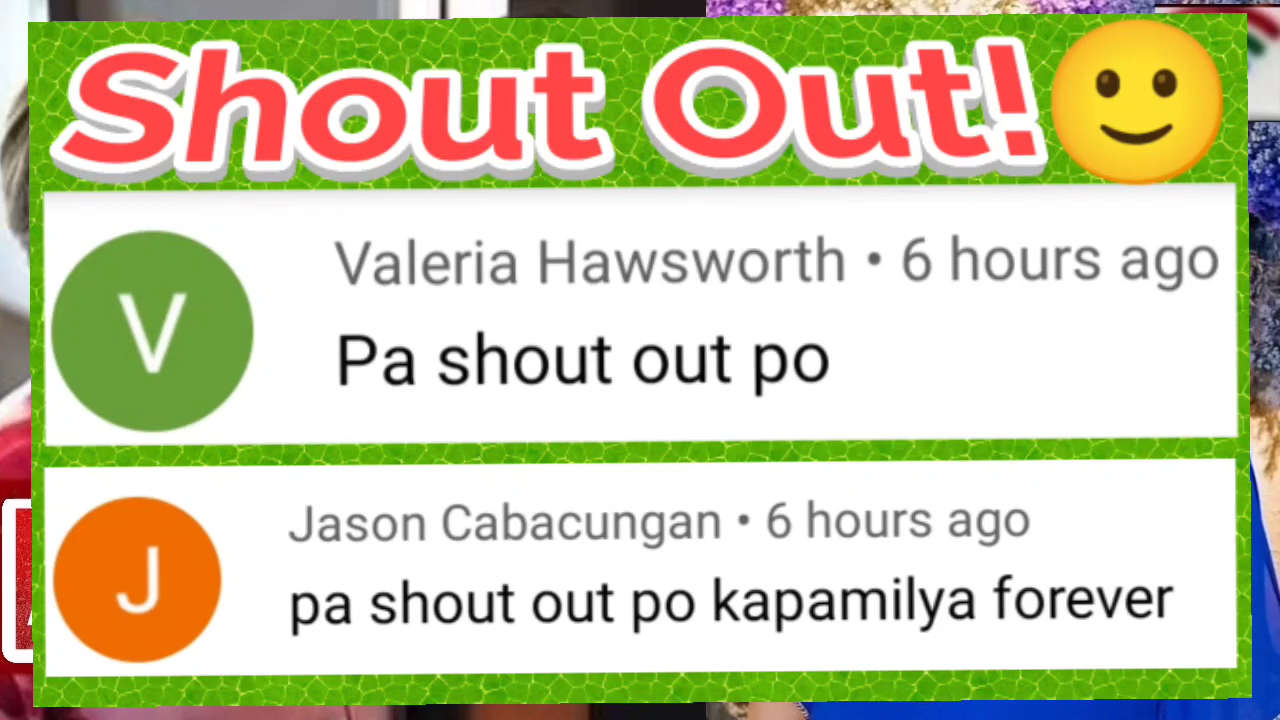 Shout Out!
V
Valeria Hawsworth • 6 hours ago
Pa shout out po
J
Jason Cabacungan • 6 hours ago
pa shout out po kapamilya forever